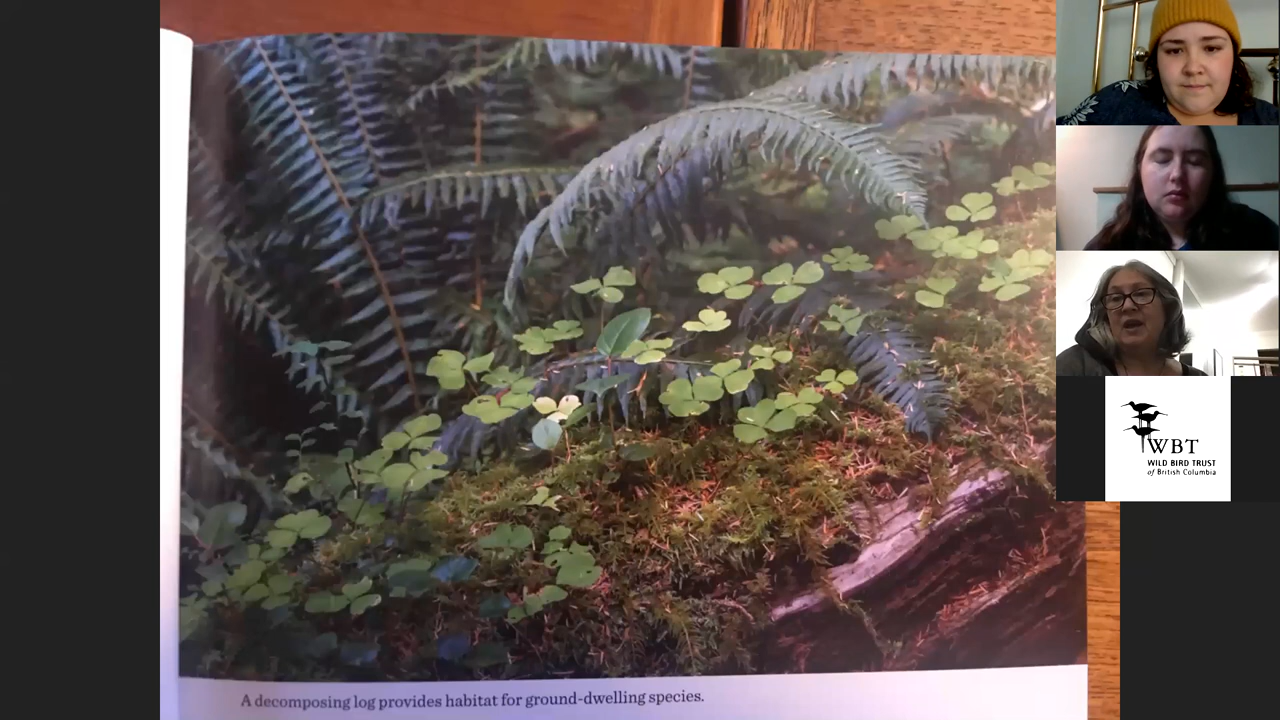 A decomposing log provides habitat for ground-dwelling species.
WBT
WILD BIRD TRUST
of British Columbia